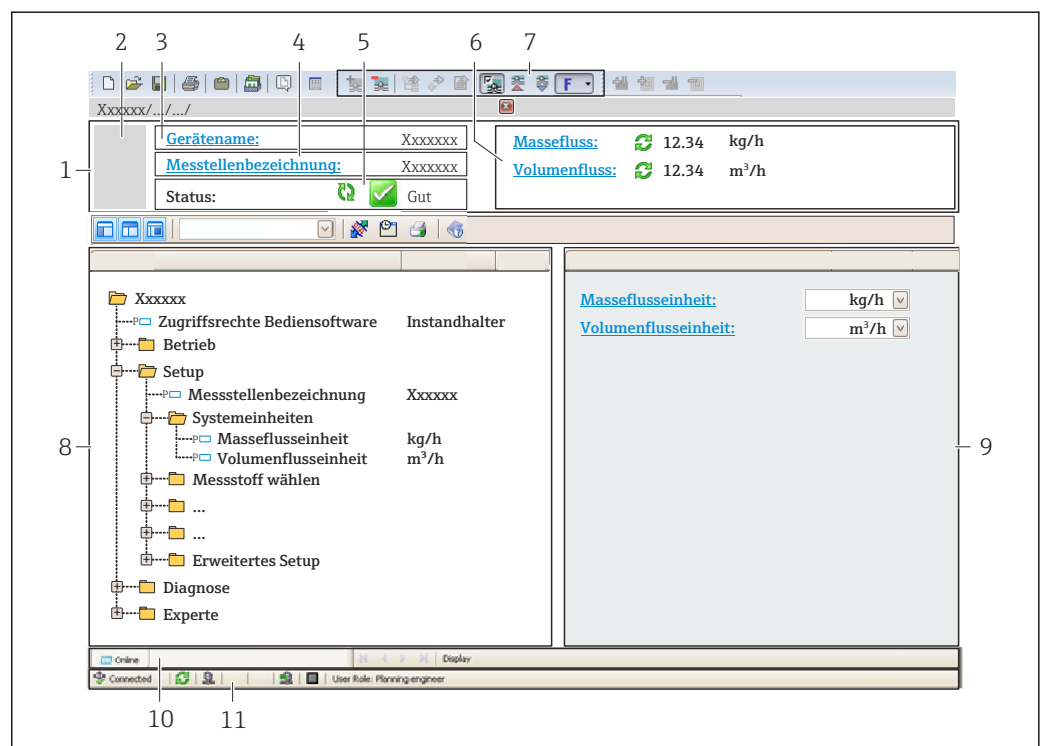 2 3 4 5 6 7
F
Xxxxxx/.../.../
1
Gerätename: Xxxxxxx
Messtellenbezeichnung: Xxxxxxx
Status: Gut
Massefluss: 12.34 kg/h
Volumenfluss: 12.34 m³/h
Xxxxxx
P Zugriffsrechte Bediensoftware Instandhalter
Betrieb
Setup
P Messstellenbezeichnung Xxxxxx
Systemeinheiten
P Masseflusseinheit kg/h
P Volumenflusseinheit m³/h
Messstoff wählen
...
...
Erweitertes Setup
Diagnose
Experte
8
Masseflusseinheit: kg/h
Volumenflusseinheit: m³/h
9
Online Display
Connected User Role: Planning engineer
10 11